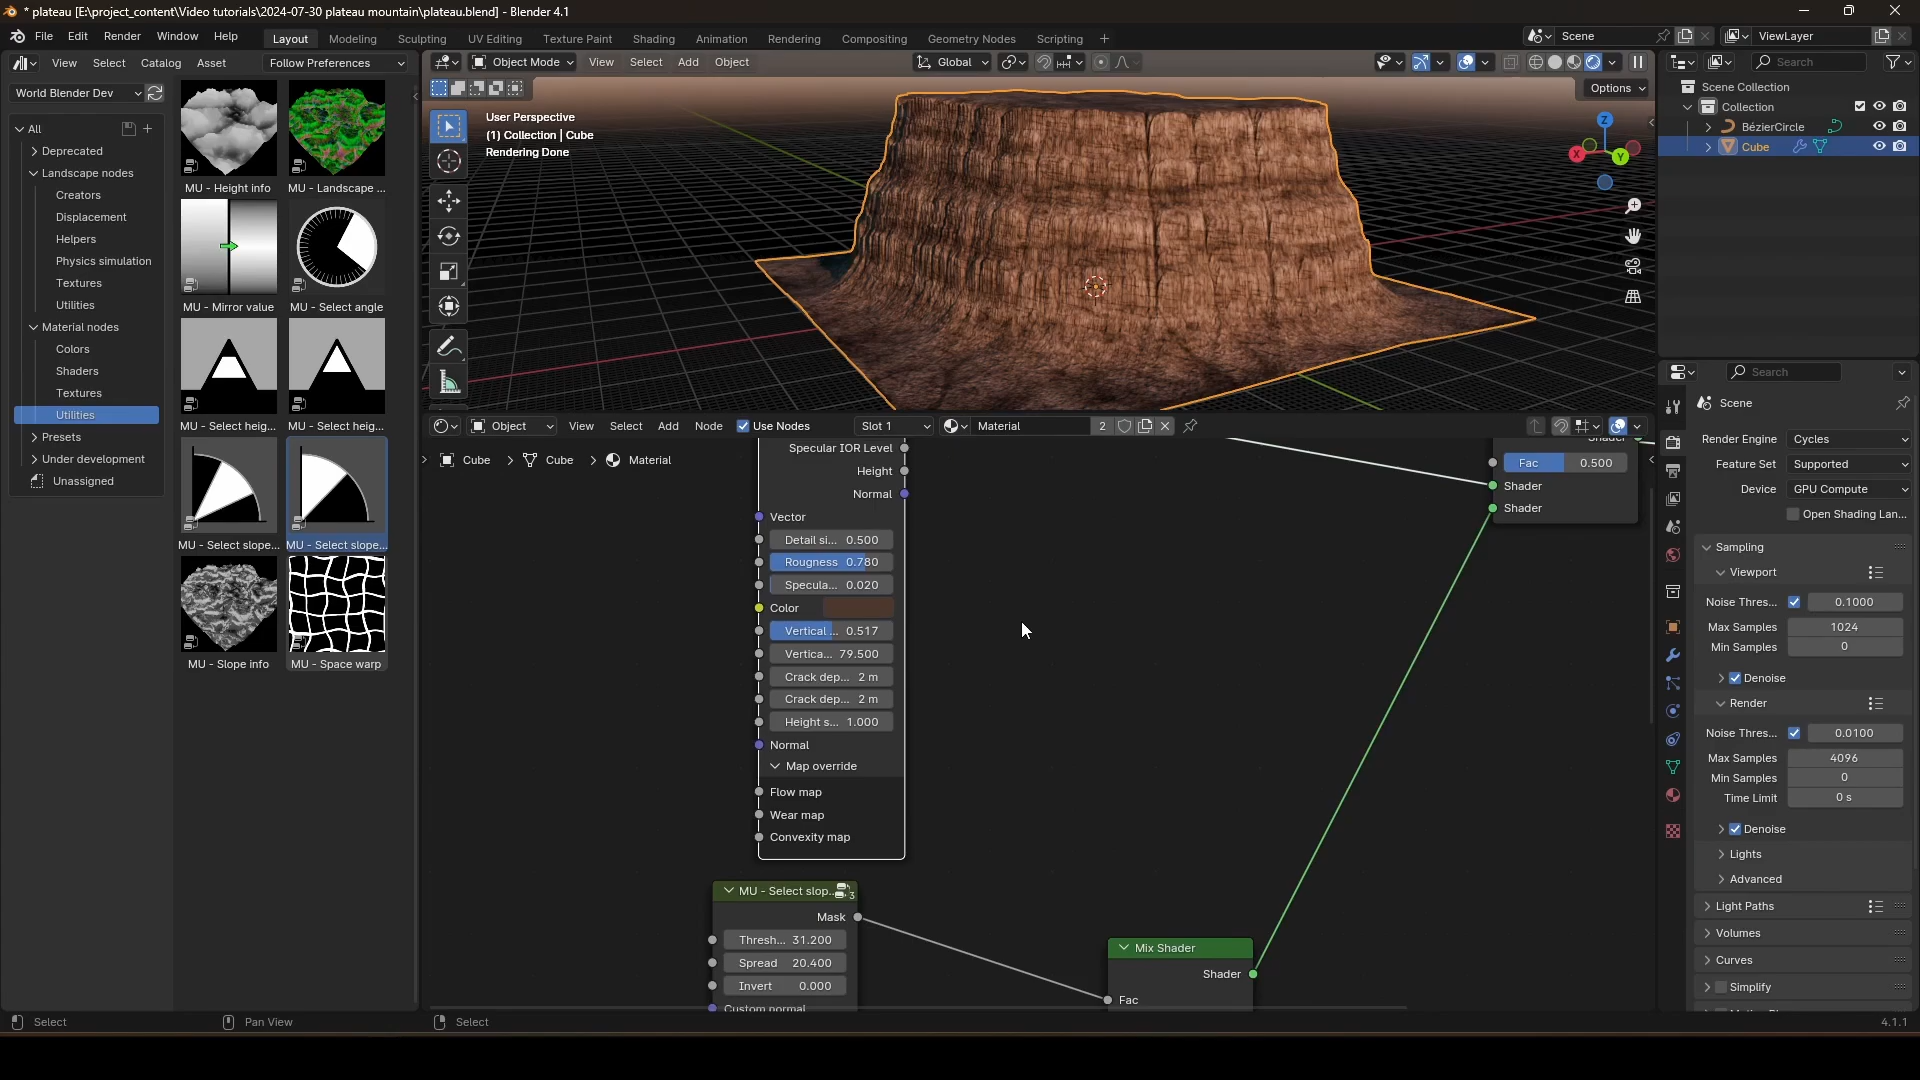 * plateau [E:\project_content\Video tutorials\2024-07-30 plateau mountain\plateau.blend] - Blender 4.1
File Edit Render Window Help Layout Modeling Sculpting UV Editing Texture Paint Shading Animation Rendering Compositing Geometry Nodes Scripting + Scene ViewLayer
View Select Catalog Asset Follow Preferences
Object Mode View Select Add Object Global
Search
World Blender Dev
Options
All
Deprecated
Landscape nodes
Creators
Displacement
Helpers
Physics simulation
Textures
Utilities
Material nodes
Colors
Shaders
Textures
Utilities
Presets
Under development
Unassigned
MU - Height info
MU - Landscape ...
MU - Mirror value
MU - Select angle
MU - Select heig...
MU - Select heig...
MU - Select slope...
MU - Select slope...
MU - Slope info
MU - Space warp
User Perspective
(1) Collection | Cube
Rendering Done
Z
X
Y
Object View Select Add Node Use Nodes Slot 1 Material 2
Cube > Cube > Material
Specular IOR Level
Height
Normal
Vector
Detail si... 0.500
Rougness 0.780
Specula... 0.020
Color
Vertical ... 0.517
Vertica... 79.500
Crack dep... 2 m
Crack dep... 2 m
Height s... 1.000
Normal
Map override
Flow map
Wear map
Convexity map
MU - Select slop... 3
Mask
Thresh... 31.200
Spread 20.400
Invert 0.000
Custom normal
Mix Shader
Shader
Fac
Shader
Fac 0.500
Shader
Shader
Scene Collection
Collection
BézierCircle
Cube
Search
Scene
Render Engine Cycles
Feature Set Supported
Device GPU Compute
Open Shading Lan...
Sampling
Viewport
Noise Thres... 0.1000
Max Samples 1024
Min Samples 0
Denoise
Render
Noise Thres... 0.0100
Max Samples 4096
Min Samples 0
Time Limit 0 s
Denoise
Lights
Advanced
Light Paths
Volumes
Curves
Simplify
Select
Pan View
Select
4.1.1